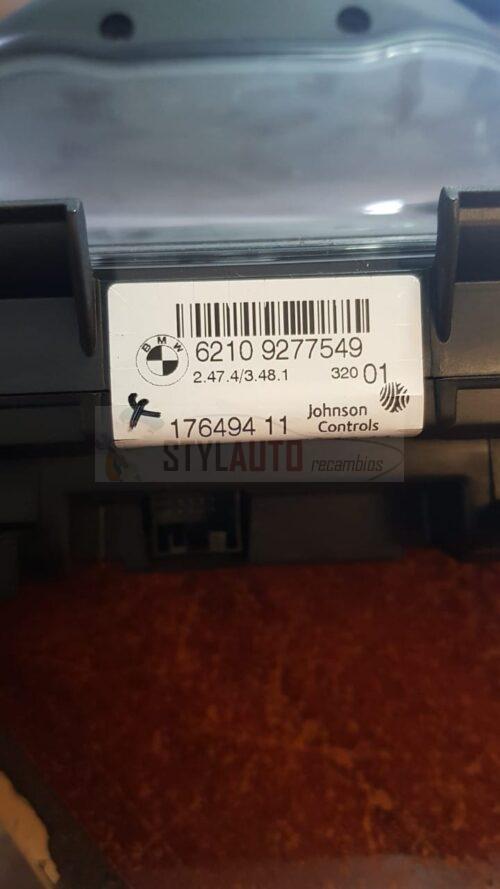 BMW
6210 9277549
2.47.4/3.48.1 320 01
176494 11 Johnson Controls
STYLAUTO recambios